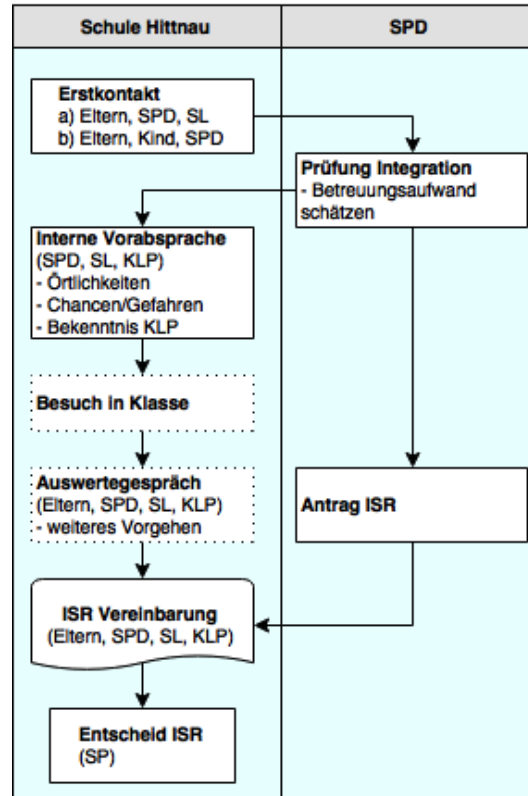 Schule Hittnau
SPD
Erstkontakt
a) Eltern, SPD, SL
b) Eltern, Kind, SPD
Prüfung Integration
- Betreuungsaufwand
schätzen
Interne Vorabsprache
(SPD, SL, KLP)
- Örtlichkeiten
- Chancen/Gefahren
- Bekenntnis KLP
Besuch in Klasse
Auswertegespräch
(Eltern, SPD, SL, KLP)
- weiteres Vorgehen
Antrag ISR
ISR Vereinbarung
(Eltern, SPD, SL, KLP)
Entscheid ISR
(SP)